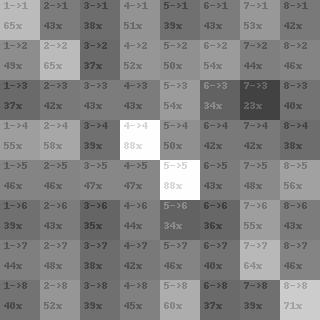 1->1 2->1 3->1 4->1 5->1 6->1 7->1 8->1
65x 43x 38x 51x 39x 43x 53x 42x
1->2 2->2 3->2 4->2 5->2 6->2 7->2 8->2
49x 65x 37x 52x 50x 54x 44x 46x
1->3 2->3 3->3 4->3 5->3 6->3 7->3 8->3
37x 42x 43x 43x 54x 34x 23x 40x
1->4 2->4 3->4 4->4 5->4 6->4 7->4 8->4
55x 58x 39x 88x 50x 42x 44x 38x
1->5 2->5 3->5 4->5 5->5 6->5 7->5 8->5
46x 46x 47x 47x 88x 43x 48x 56x
1->6 2->6 3->6 4->6 5->6 6->6 7->6 8->6
39x 43x 35x 44x 34x 36x 55x 43x
1->7 2->7 3->7 4->7 5->7 6->7 7->7 8->7
44x 48x 38x 42x 46x 40x 64x 46x
1->8 2->8 3->8 4->8 5->8 6->8 7->8 8->8
40x 52x 39x 45x 60x 37x 39x 71x